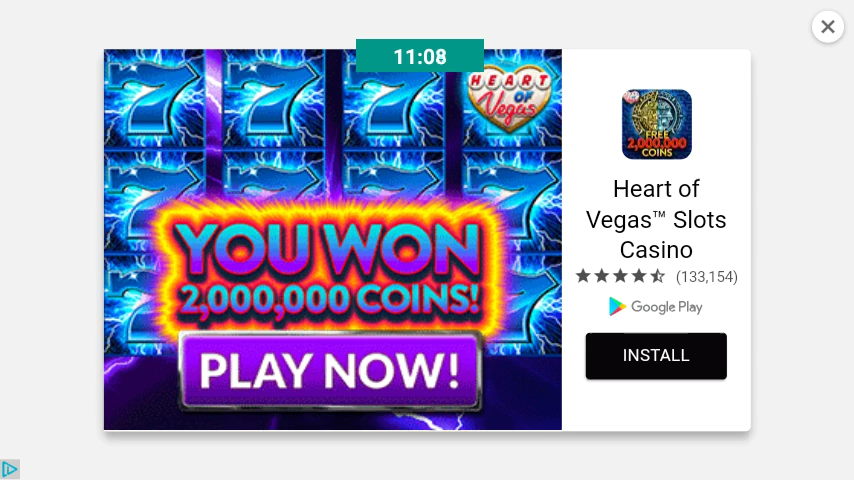 11:08
HEART
OF
Vegas
YOU WON
2,000,000 COINS!
PLAY NOW!
FREE
2,000,000
COINS
Heart of
Vegas™ Slots
Casino
(133,154)
Google Play
INSTALL